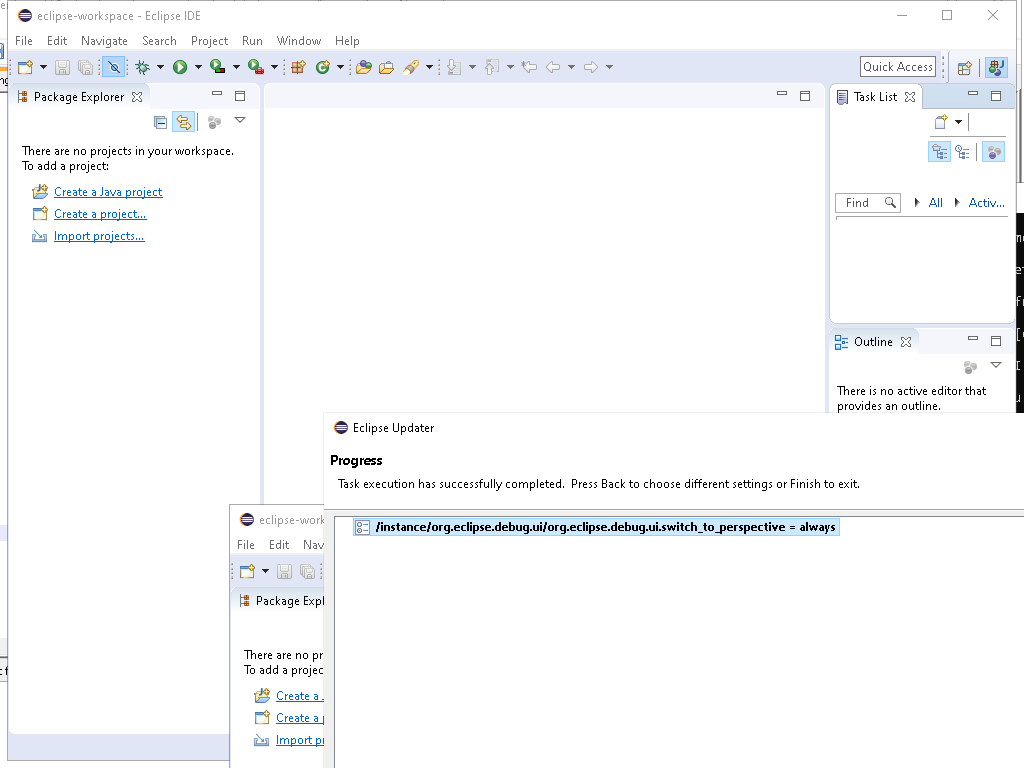 eclipse-workspace - Eclipse IDE
File Edit Navigate Search Project Run Window Help
Quick Access
Package Explorer
Task List
There are no projects in your workspace.
To add a project:
Create a Java project
Create a project...
Import projects...
Find All Activ...
Outline
There is no active editor that
provides an outline.
Eclipse Updater
Progress
Task execution has successfully completed. Press Back to choose different settings or Finish to exit.
/instance/org.eclipse.debug.ui/org.eclipse.debug.ui.switch_to_perspective = always
eclipse-work
File Edit Nav
Package Expl
There are no pr
To add a projec
Create a
Create a p
Import pr